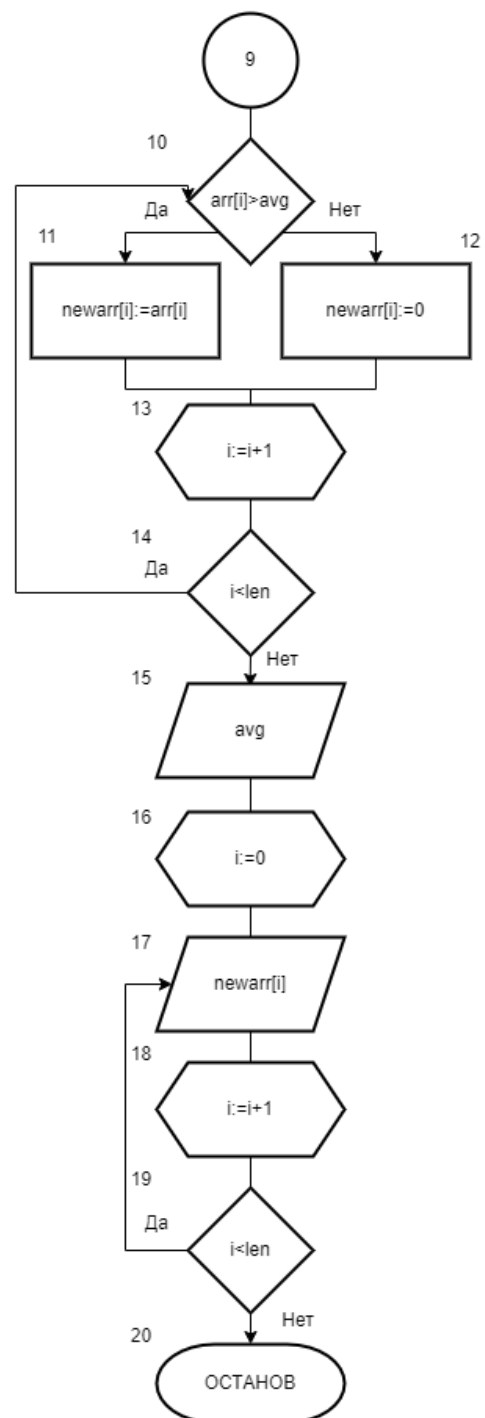 9
10
arr[i]>avg
Да
Нет
11
12
newarr[i]:=arr[i]
newarr[i]:=0
13
i:=i+1
14
Да
i<len
Нет
15
avg
16
i:=0
17
newarr[i]
18
i:=i+1
19
Да
i<len
Нет
20
ОСТАНОВ